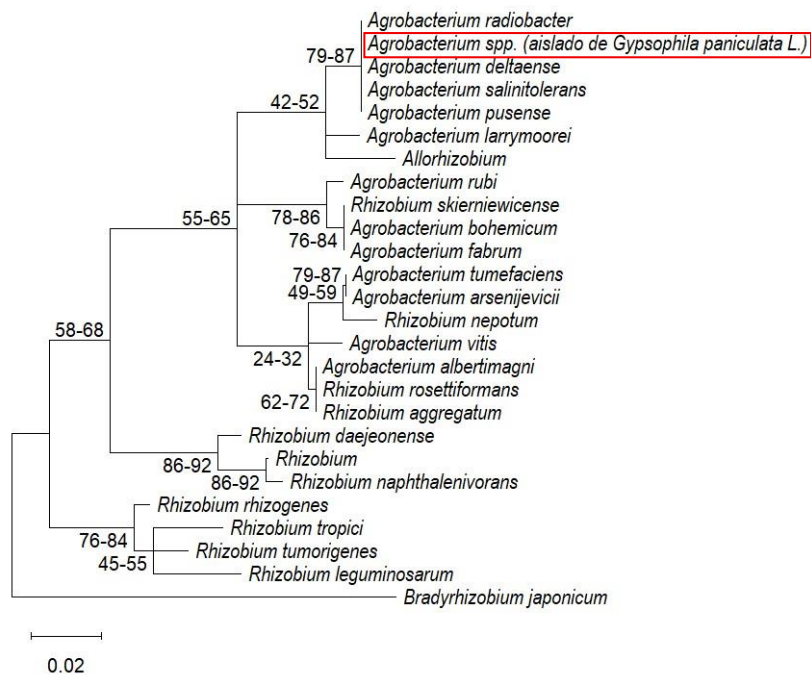 Agrobacterium radiobacter
Agrobacterium spp. (aislado de Gypsophila paniculata L.)
79-87
Agrobacterium deltaense
Agrobacterium salinitolerans
42-52
Agrobacterium pusense
Agrobacterium larrymoorei
Allorhizobium
Agrobacterium rubi
Rhizobium skierniewicense
55-65
78-86
Agrobacterium bohemicum
76-84
Agrobacterium fabrum
79-87
Agrobacterium tumefaciens
49-59
Agrobacterium arsenijevicii
Rhizobium nepotum
58-68
Agrobacterium vitis
24-32
Agrobacterium albertimagni
Rhizobium rosettiformans
62-72
Rhizobium aggregatum
Rhizobium daejeonense
86-92
Rhizobium
86-92
Rhizobium naphthalenivorans
Rhizobium rhizogenes
Rhizobium tropici
76-84
Rhizobium tumorigenes
45-55
Rhizobium leguminosarum
Bradyrhizobium japonicum
0.02